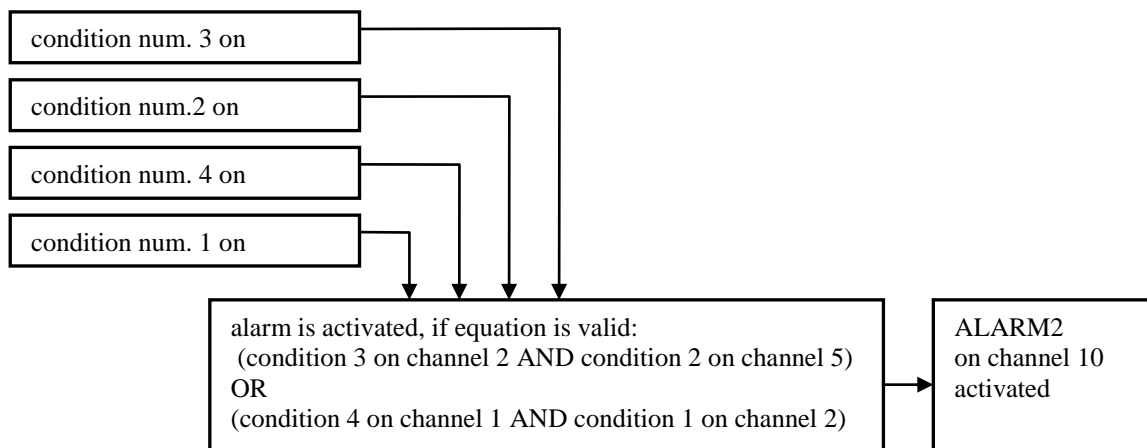 condition num. 3 on
condition num.2 on
condition num. 4 on
condition num. 1 on
alarm is activated, if equation is valid:
(condition 3 on channel 2 AND condition 2 on channel 5)
OR
(condition 4 on channel 1 AND condition 1 on channel 2)
ALARM2
on channel 10
activated